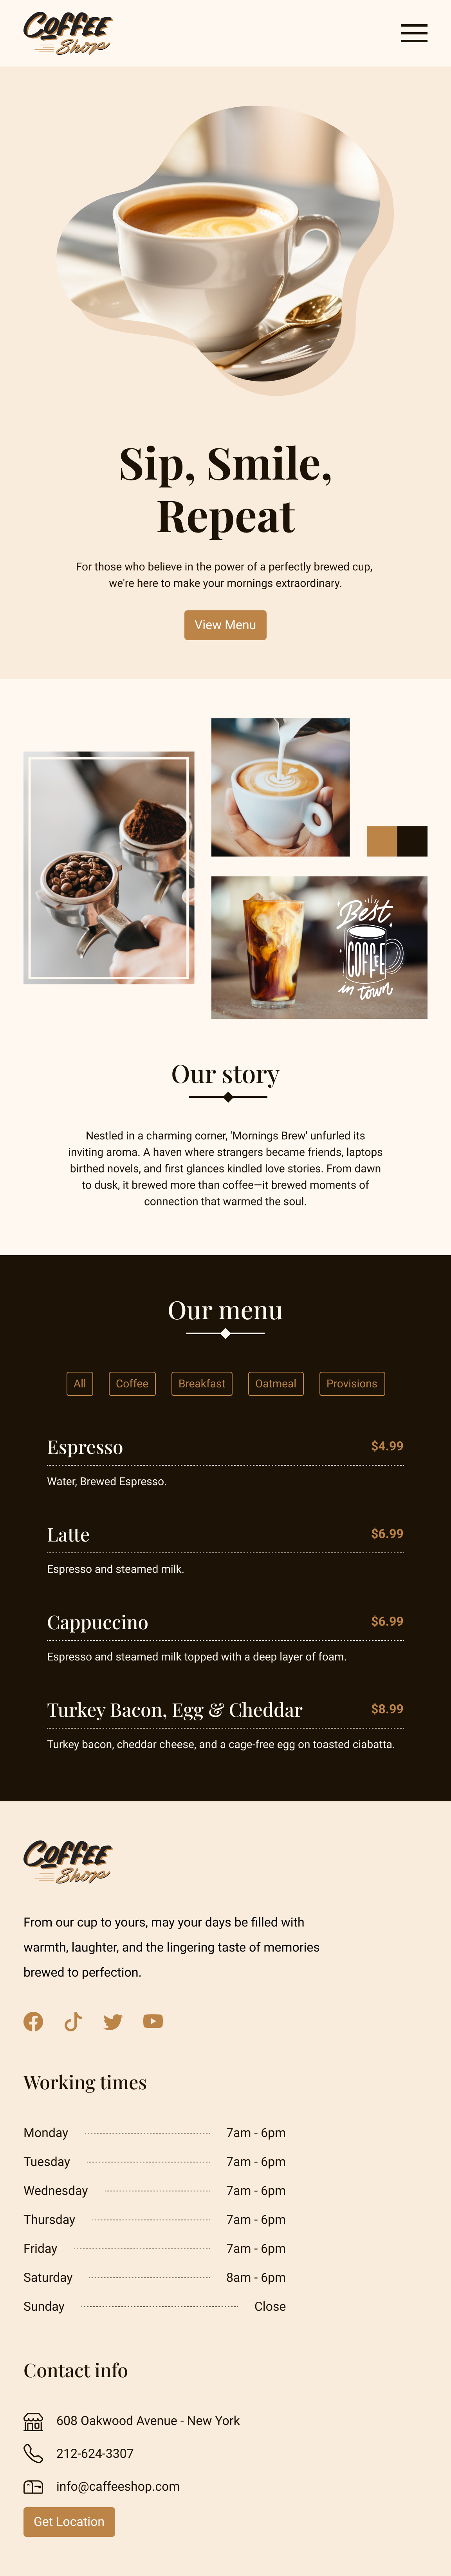 COFFEE
Shop
Sip, Smile,
Repeat
For those who believe in the power of a perfectly brewed cup,
we're here to make your mornings extraordinary.
View Menu
Best
COFFEE
in town
Our story
Nestled in a charming corner, 'Mornings Brew' unfurled its
inviting aroma. A haven where strangers became friends, laptops
birthed novels, and first glances kindled love stories. From dawn
to dusk, it brewed more than coffee—it brewed moments of
connection that warmed the soul.
Our menu
All Coffee Breakfast Oatmeal Provisions
Espresso $4.99
Water, Brewed Espresso.
Latte $6.99
Espresso and steamed milk.
Cappuccino $6.99
Espresso and steamed milk topped with a deep layer of foam.
Turkey Bacon, Egg & Cheddar $8.99
Turkey bacon, cheddar cheese, and a cage-free egg on toasted ciabatta.
COFFEE
Shop
From our cup to yours, may your days be filled with
warmth, laughter, and the lingering taste of memories
brewed to perfection.
Working times
Monday 7am - 6pm
Tuesday 7am - 6pm
Wednesday 7am - 6pm
Thursday 7am - 6pm
Friday 7am - 6pm
Saturday 8am - 6pm
Sunday Close
Contact info
608 Oakwood Avenue - New York
212-624-3307
info@caffeeshop.com
Get Location